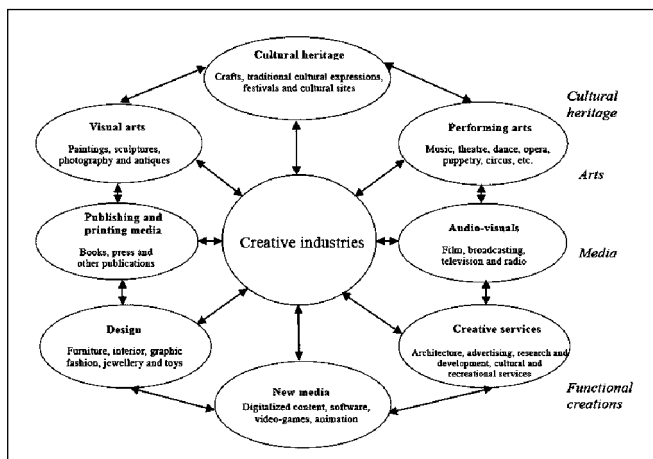 Cultural heritage
Crafts, traditional cultural expressions,
festivals and cultural sites
Cultural
heritage
Visual arts
Paintings, sculptures,
photography and antiques
Performing arts
Music, theatre, dance, opera,
puppetry, circus, etc.
Arts
Publishing and
printing media
Books, press and
other publications
Creative industries
Audio-visuals
Film, broadcasting,
television and radio
Media
Design
Furniture, interior, graphic
fashion, jewellery and toys
Creative services
Architecture, advertising, research and
development, cultural and
recreational services
New media
Digitalized content, software,
video-games, animation
Functional
creations